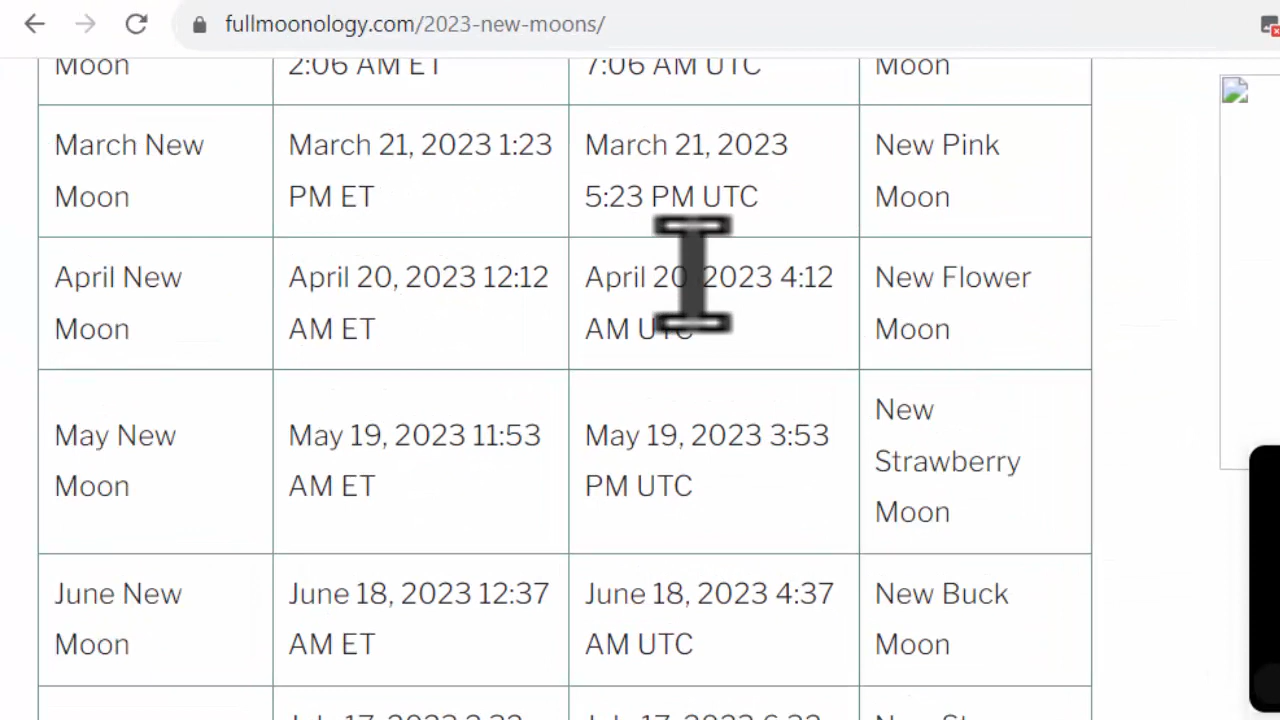 fullmoonology.com/2023-new-moons/
Moon 2:06 AM ET 7:06 AM UTC Moon
March New March 21, 2023 1:23 March 21, 2023 New Pink
Moon PM ET 5:23 PM UTC Moon
April New April 20, 2023 12:12 April 20 2023 4:12 New Flower
Moon AM ET AM UTC Moon
New
May New May 19, 2023 11:53 May 19, 2023 3:53 Strawberry
Moon AM ET PM UTC Moon
June New June 18, 2023 12:37 June 18, 2023 4:37 New Buck
Moon AM ET AM UTC Moon